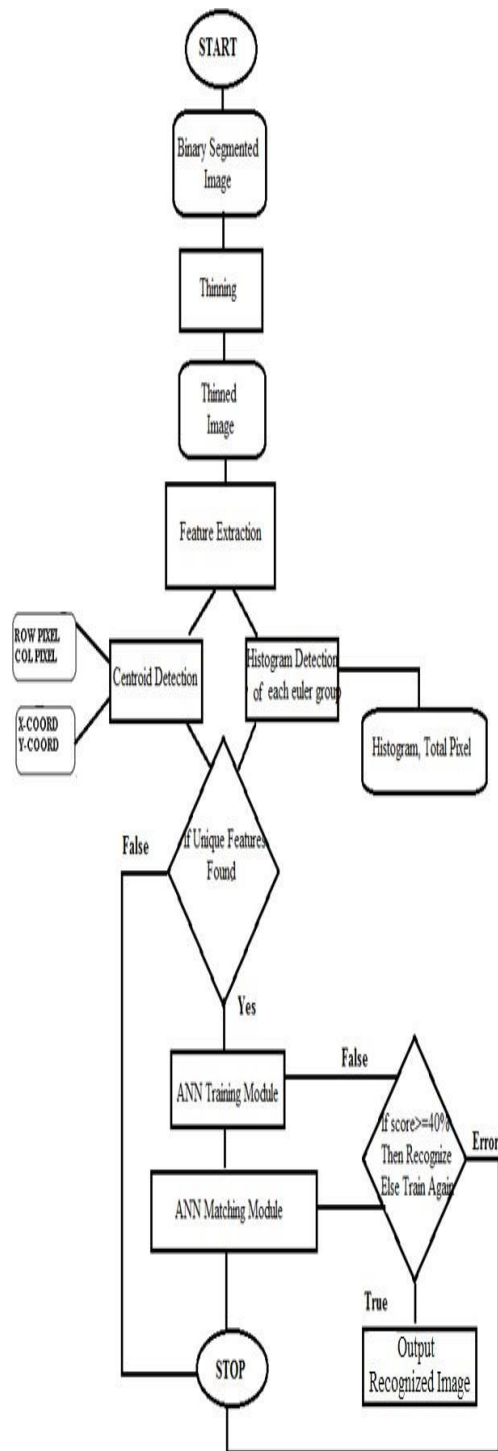 START
Binary Segmented
Image
Thinning
Thinned
Image
Feature Extraction
ROW PIXEL
COL PIXEL
X-COORD
Y-COORD
Centroid Detection
Histogram Detection
of each euler group
Histogram, Total Pixel
If Unique Features
Found
False
Yes
ANN Training Module
False
If score>=40%
Then Recognize
Else Train Again
Error
ANN Matching Module
True
Output
Recognized Image
STOP